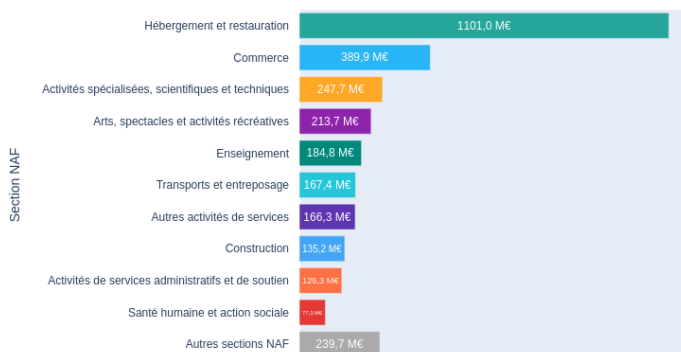 Section NAF
Hébergement et restauration 1101,0 M€
Commerce 389,9 M€
Activités spécialisées, scientifiques et techniques 247,7 M€
Arts, spectacles et activités récréatives 213,7 M€
Enseignement 184,8 M€
Transports et entreposage 167,4 M€
Autres activités de services 166,3 M€
Construction 135,2 M€
Activités de services administratifs et de soutien 126,3 M€
Santé humaine et action sociale
Autres sections NAF 239,7 M€